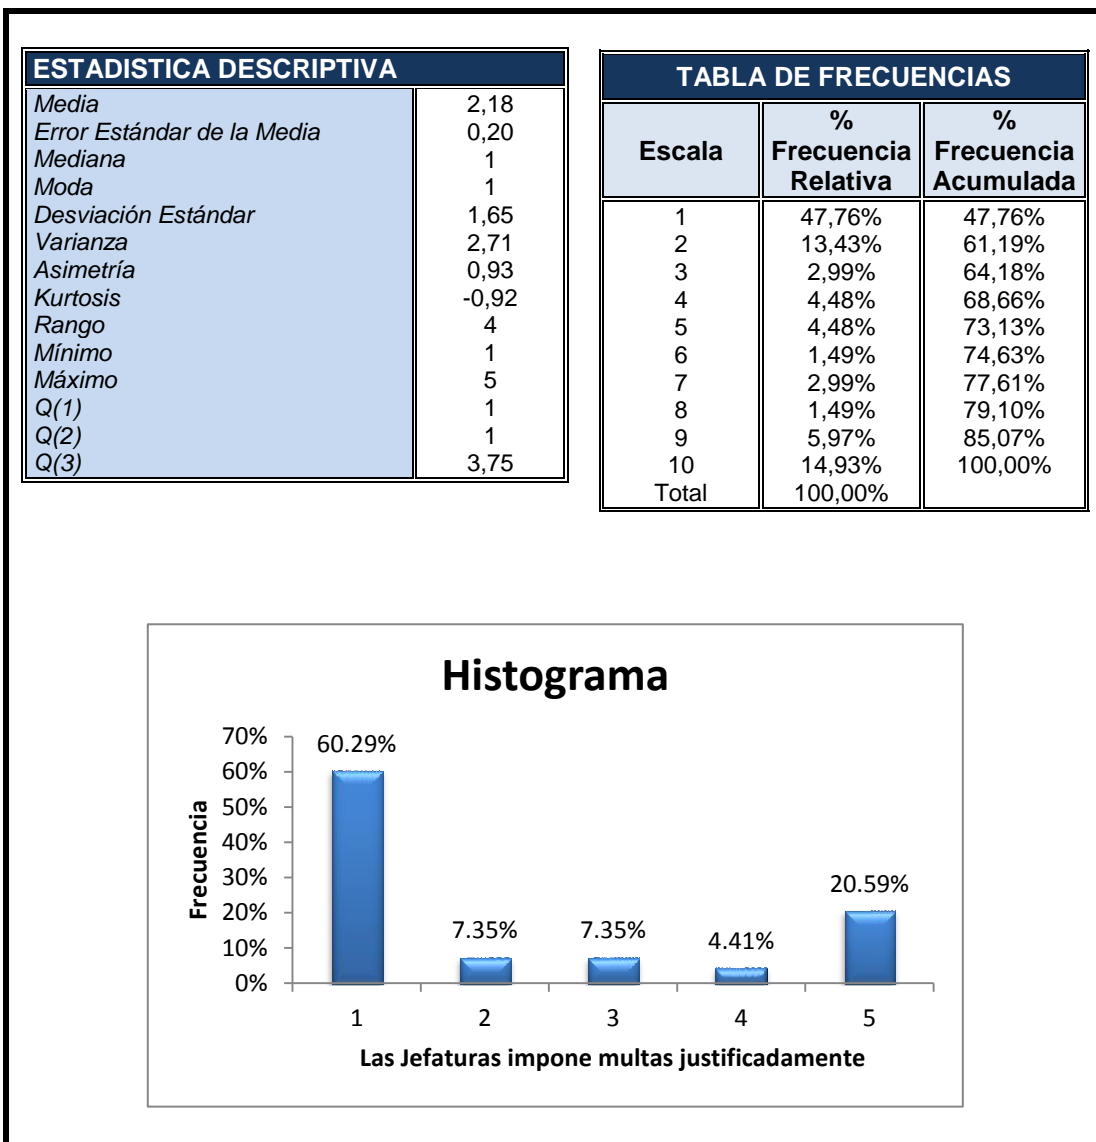 ESTADISTICA DESCRIPTIVA
Media 2,18
Error Estándar de la Media 0,20
Mediana 1
Moda 1
Desviación Estándar 1,65
Varianza 2,71
Asimetría 0,93
Kurtosis -0,92
Rango 4
Mínimo 1
Máximo 5
Q(1) 1
Q(2) 1
Q(3) 3,75
TABLA DE FRECUENCIAS
Escala % Frecuencia Relativa % Frecuencia Acumulada
1 47,76% 47,76%
2 13,43% 61,19%
3 2,99% 64,18%
4 4,48% 68,66%
5 4,48% 73,13%
6 1,49% 74,63%
7 2,99% 77,61%
8 1,49% 79,10%
9 5,97% 85,07%
10 14,93% 100,00%
Total 100,00%
Histograma
70%
60%
50%
40%
30%
20%
10%
0%
Frecuencia
60.29%
7.35%
7.35%
4.41%
20.59%
1 2 3 4 5
Las Jefaturas impone multas justificadamente